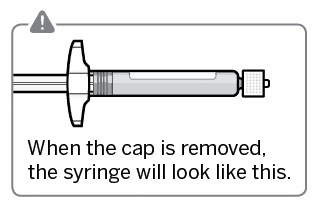 When the cap is removed,
the syringe will look like this.